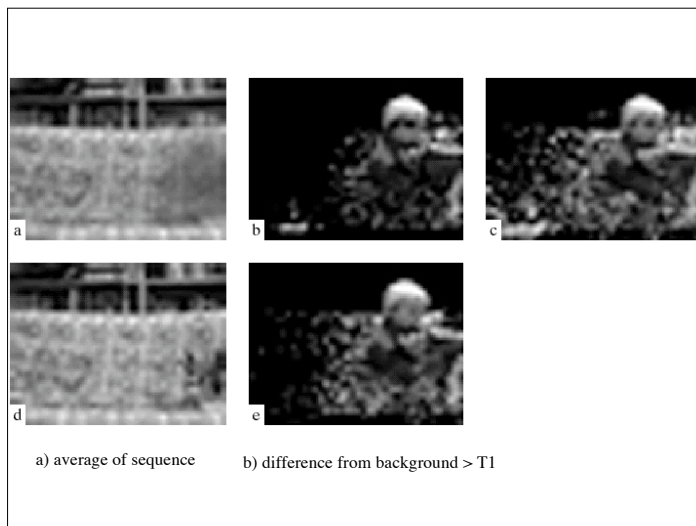 a
b
c
d
e
a) average of sequence
b) difference from background > T1